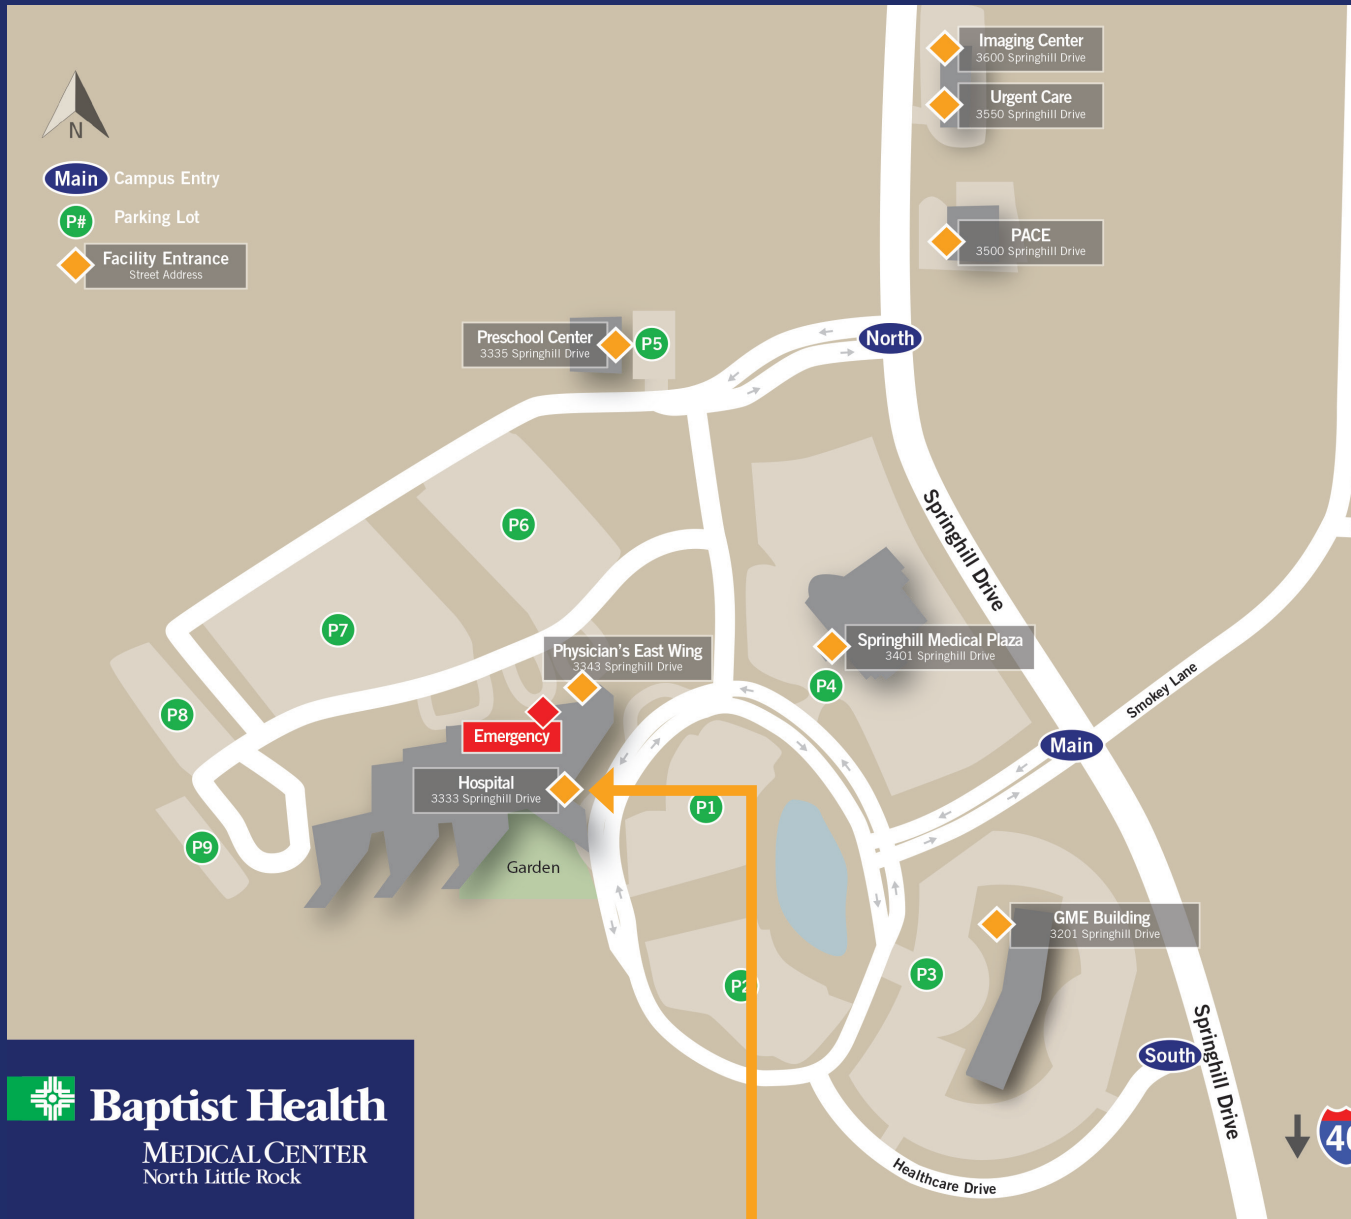 Imaging Center
3600 Springhill Drive
Urgent Care
3550 Springhill Drive
N
Main Campus Entry
P# Parking Lot
Facility Entrance
Street Address
PACE
3500 Springhill Drive
North
Preschool Center
3335 Springhill Drive
P5
Springhill Drive
P6
P7
Physician's East Wing
3343 Springhill Drive
Springhill Medical Plaza
3401 Springhill Drive
P4
Smokey Lane
P8
Emergency
Main
Hospital
3333 Springhill Drive
P1
P9
Garden
GME Building
3201 Springhill Drive
P3
P2
Springhill Drive
South
Baptist Health
MEDICAL CENTER
North Little Rock
Healthcare Drive